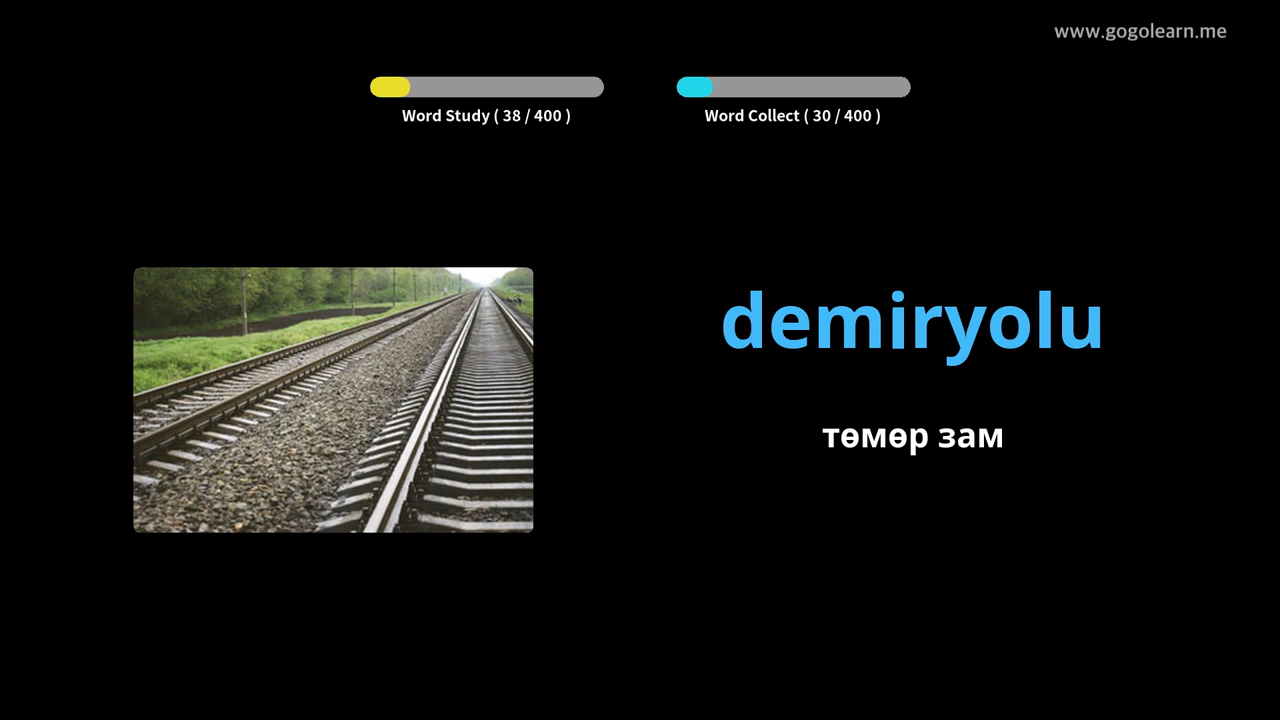 www.gogolearn.me
Word Study ( 38 / 400 )
Word Collect ( 30 / 400 )
demiryolu
төмөр зам